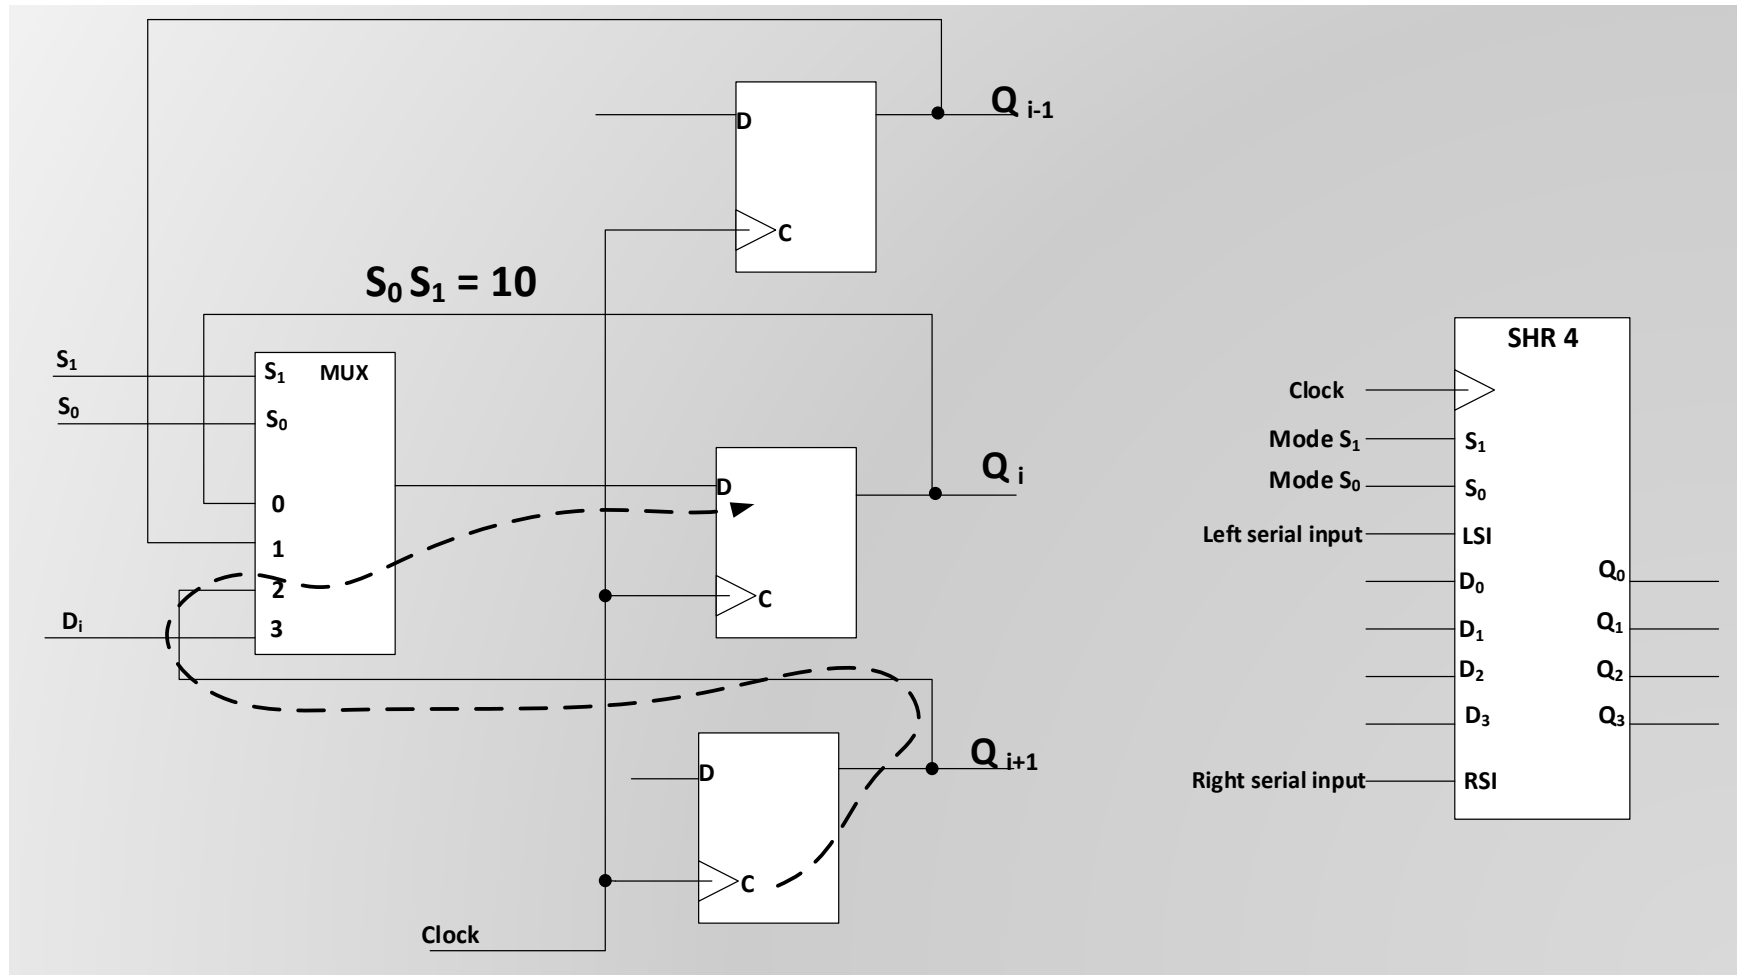 Q i-1
D
C
S0 S1 = 10
S1
S1 MUX
S0
S0
Q i
D
0
1
2
C
Di
3
Q i+1
D
C
Clock
SHR 4
Clock
Mode S1
S1
Mode S0
S0
Left serial input
LSI
D0
Q0
D1
Q1
D2
Q2
D3
Q3
Right serial input
RSI